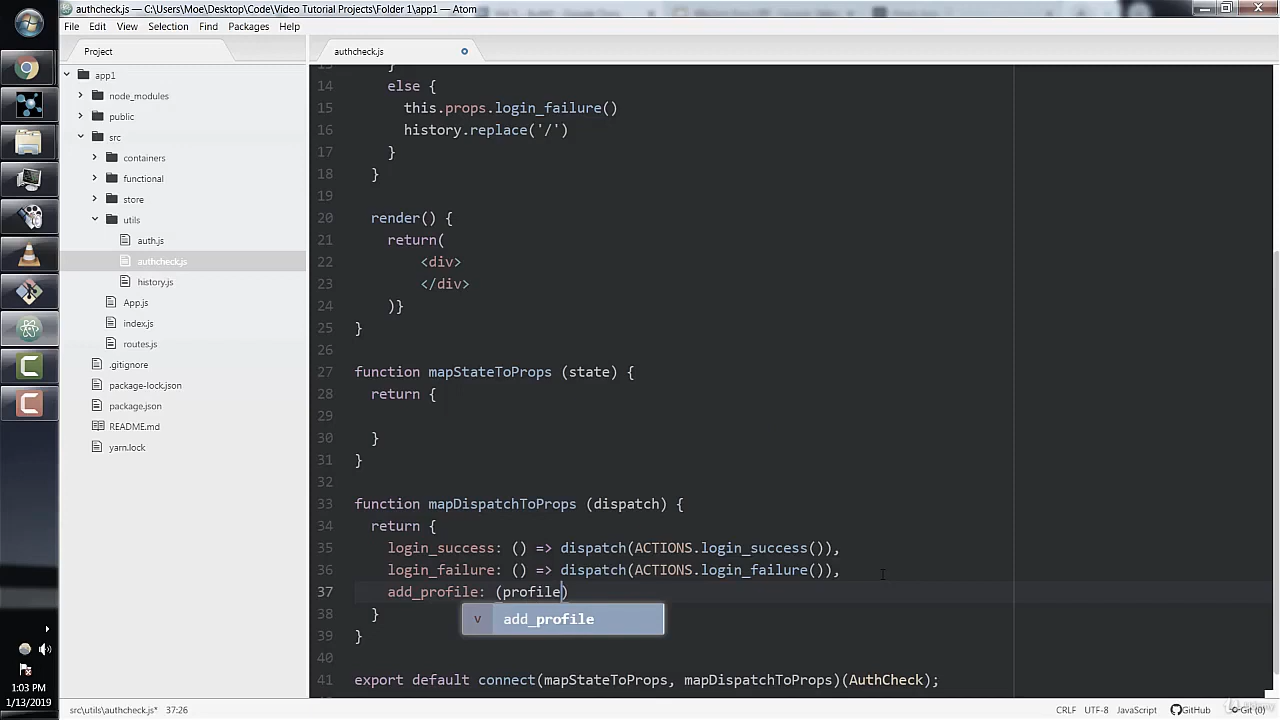 authcheck.js — C:\Users\Moe\Desktop\Code\Video Tutorial Projects\Folder 1\app1 — Atom
File Edit View Selection Find Packages Help
Project
app1
node_modules
public
src
containers
functional
store
utils
auth.js
authcheck.js
history.js
App.js
index.js
routes.js
.gitignore
package-lock.json
package.json
README.md
yarn.lock
authcheck.js
13 }
14 else {
15 this.props.login_failure()
16 history.replace('/')
17 }
18 }
19
20 render() {
21 return(
22 <div>
23 </div>
24 )}
25 }
26
27 function mapStateToProps (state) {
28 return {
29
30 }
31 }
32
33 function mapDispatchToProps (dispatch) {
34 return {
35 login_success: () => dispatch(ACTIONS.login_success()),
36 login_failure: () => dispatch(ACTIONS.login_failure()),
37 add_profile: (profile)
v add_profile
38 }
39 }
40
41 export default connect(mapStateToProps, mapDispatchToProps)(AuthCheck);
1:03 PM
1/13/2019
src\utils\authcheck.js* 37:26
CRLF UTF-8 JavaScript GitHub Git (0)